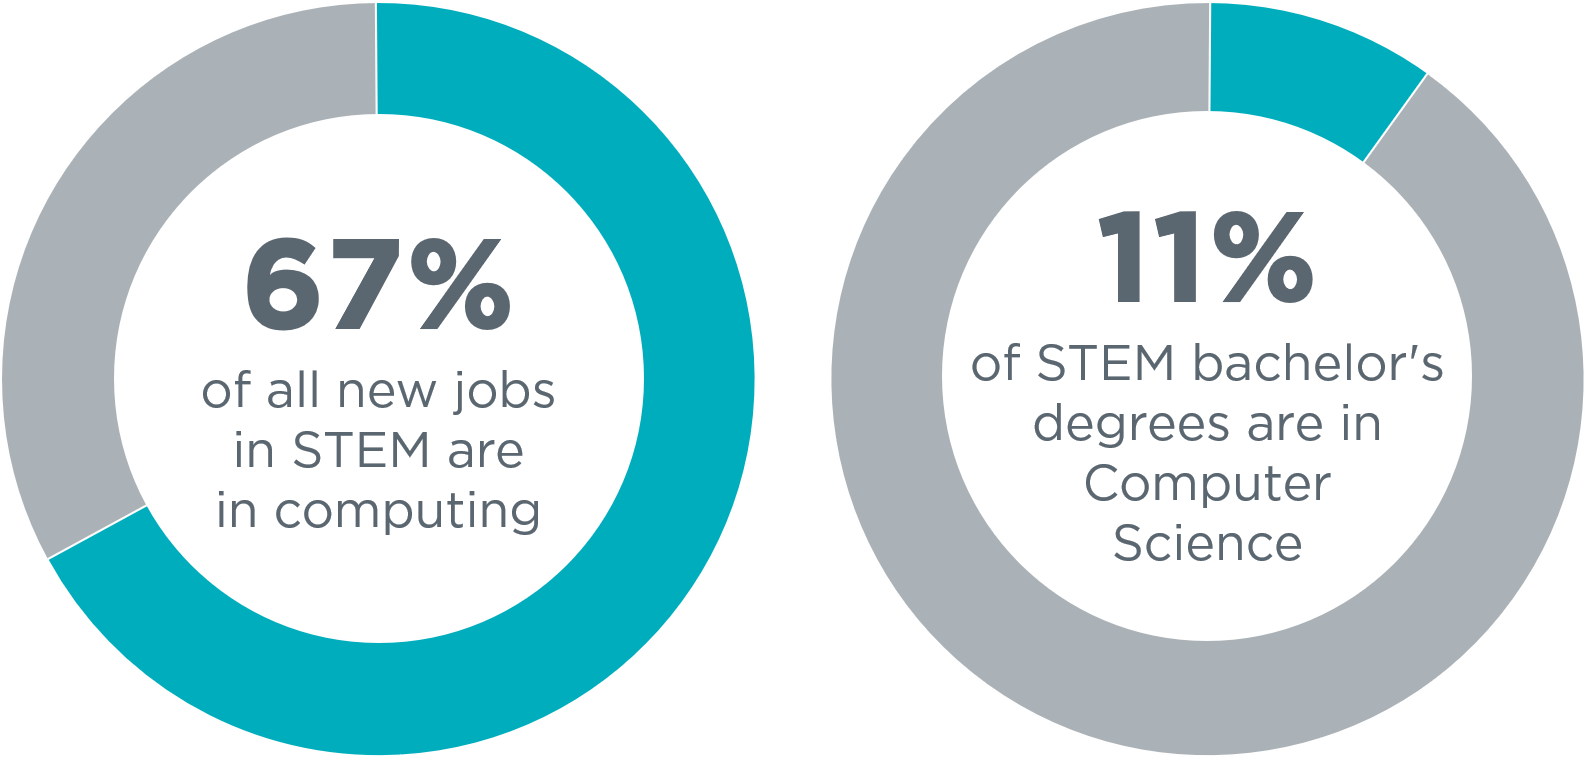 67%
of all new jobs
in STEM are
in computing
11%
of STEM bachelor's
degrees are in
Computer
Science